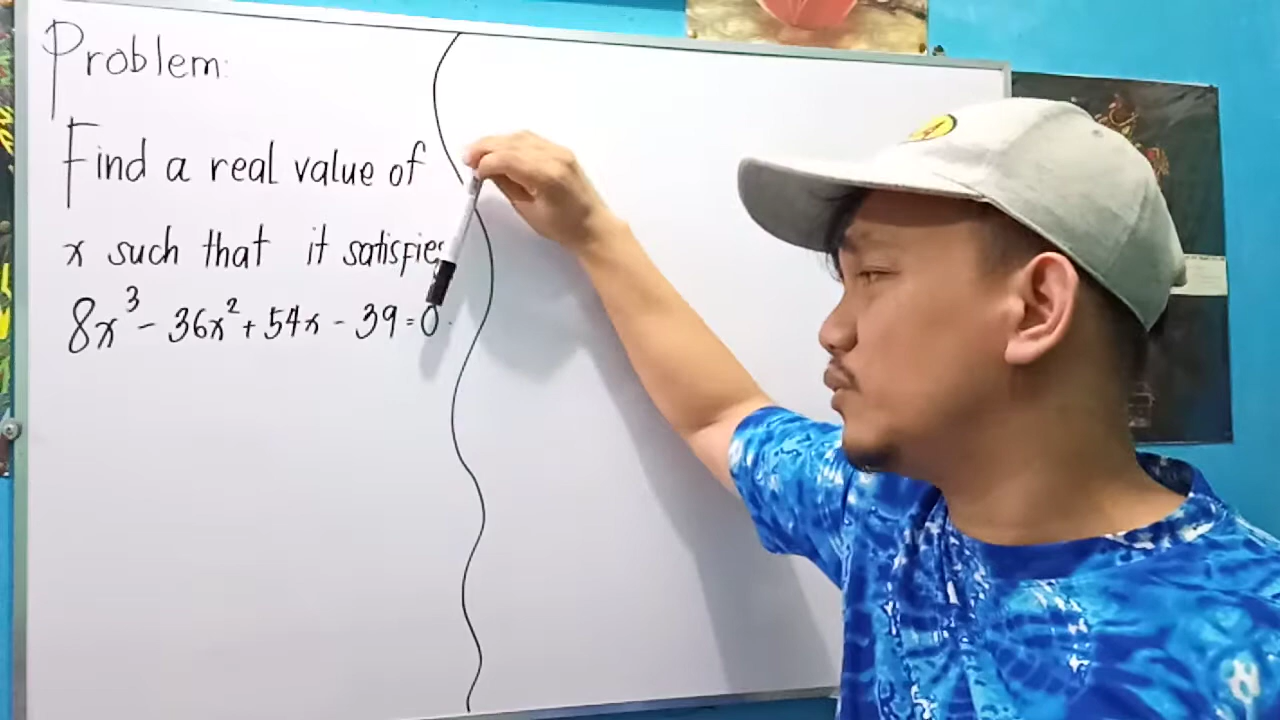 Problem:
Find a real value of
x such that it satisfies
8x³ - 36x² + 54x - 39 = 0.